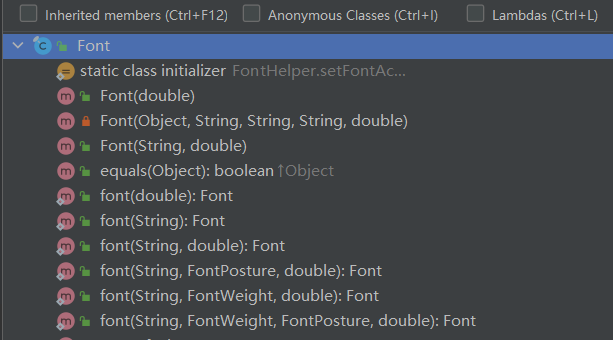 Inherited members (Ctrl+F12) Anonymous Classes (Ctrl+I) Lambdas (Ctrl+L)
Font
static class initializer FontHelper.setFontAc...
Font(double)
Font(Object, String, String, String, double)
Font(String, double)
equals(Object): boolean ↑Object
font(double): Font
font(String): Font
font(String, double): Font
font(String, FontPosture, double): Font
font(String, FontWeight, double): Font
font(String, FontWeight, FontPosture, double): Font